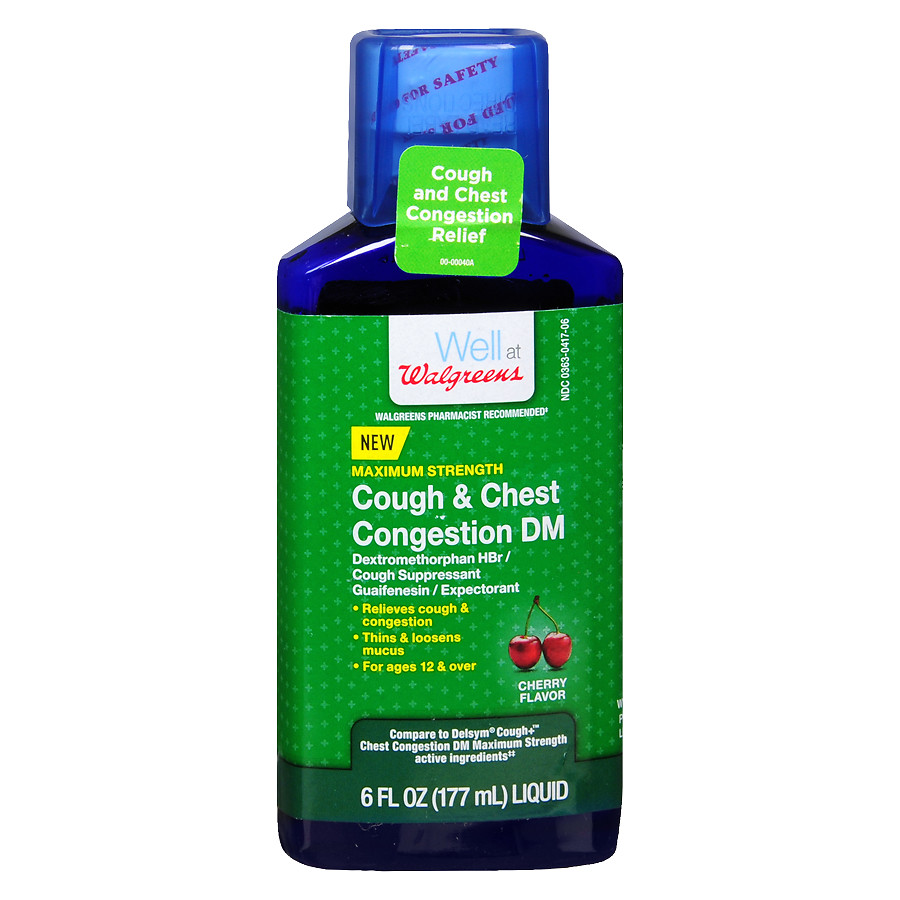 FOR SAFETY
Cough
and Chest
Congestion
Relief
00-00040A
Well at
Walgreens
NDC 0363-0417-06
WALGREENS PHARMACIST RECOMMENDED‡
NEW
MAXIMUM STRENGTH
Cough & Chest
Congestion DM
Dextromethorphan HBr /
Cough Suppressant
Guaifenesin / Expectorant
• Relieves cough &
congestion
• Thins & loosens
mucus
• For ages 12 & over
CHERRY
FLAVOR
Compare to Delsym® Cough+™
Chest Congestion DM Maximum Strength
active ingredients‡‡
6 FL OZ (177 mL) LIQUID